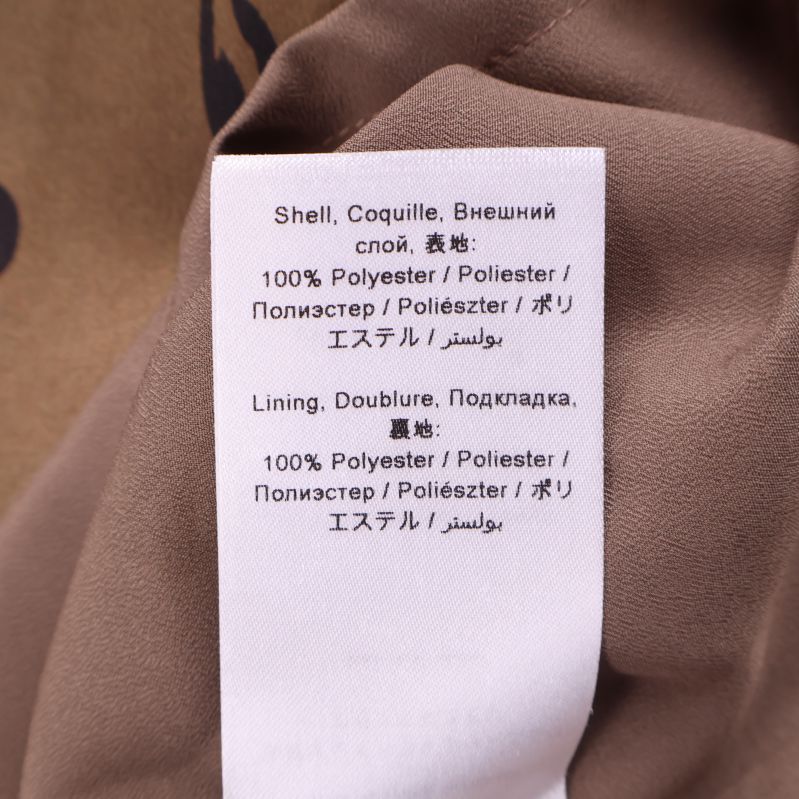 Shell, Coquille, Внешний
слой, 表地:
100% Polyester / Poliester /
Полиэстер / Poliészter / ポリ
エステル / بولستر
Lining, Doublure, Подкладка,
裏地:
100% Polyester / Poliester /
Полиэстер / Poliészter / ポリ
エステル / بولستر